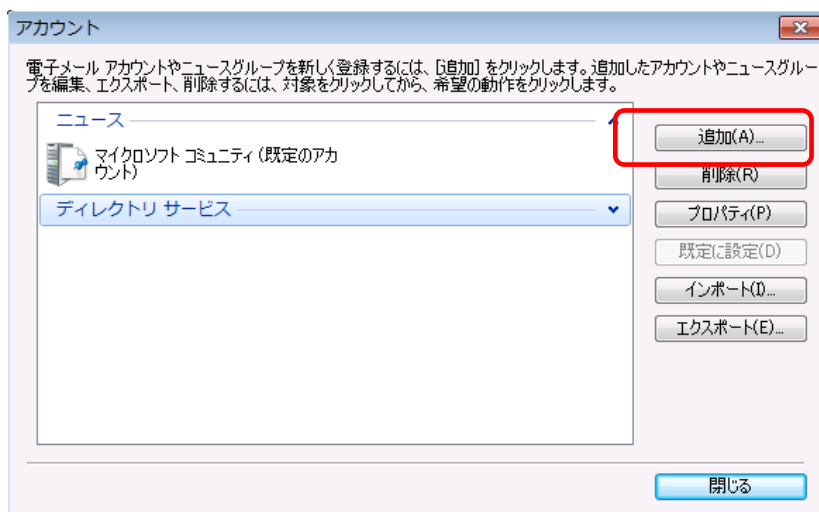 アカウント
電子メール アカウントやニュースグループを新しく登録するには、[追加] をクリックします。追加したアカウントやニュースグルー
プを編集、エクスポート、削除するには、対象をクリックしてから、希望の動作をクリックします。
ニュース
追加(A)...
マイクロソフト コミュニティ (既定のアカ
ウント)
削除(R)
ディレクトリ サービス
プロパティ(P)
既定に設定(D)
インポート(I)...
エクスポート(E)...
閉じる